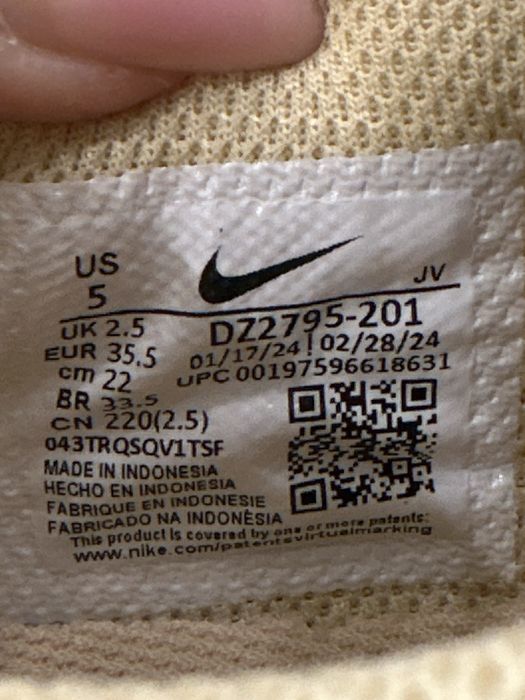 US
5
JV
UK 2.5
EUR 35.5
cm 22
BR 33.5
CN 220(2.5)
DZ2795-201
01/17/24 | 02/28/24
UPC 00197596618631
043TRQSQV1TSF
MADE IN INDONESIA
HECHO EN INDONESIA
FABRIQUE EN INDONESIE
FABRICADO NA INDONÈSIA
This product is covered by one or more patents:
www.nike.com/patentsvirtualmarking